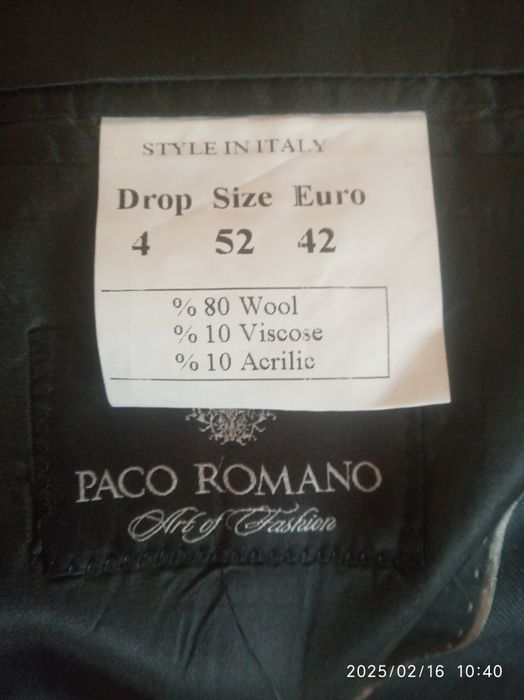 STYLE IN ITALY
Drop Size Euro
4 52 42
% 80 Wool
% 10 Viscose
% 10 Acrilic
PACO ROMANO
Art of Fashion
2025/02/16 10:40